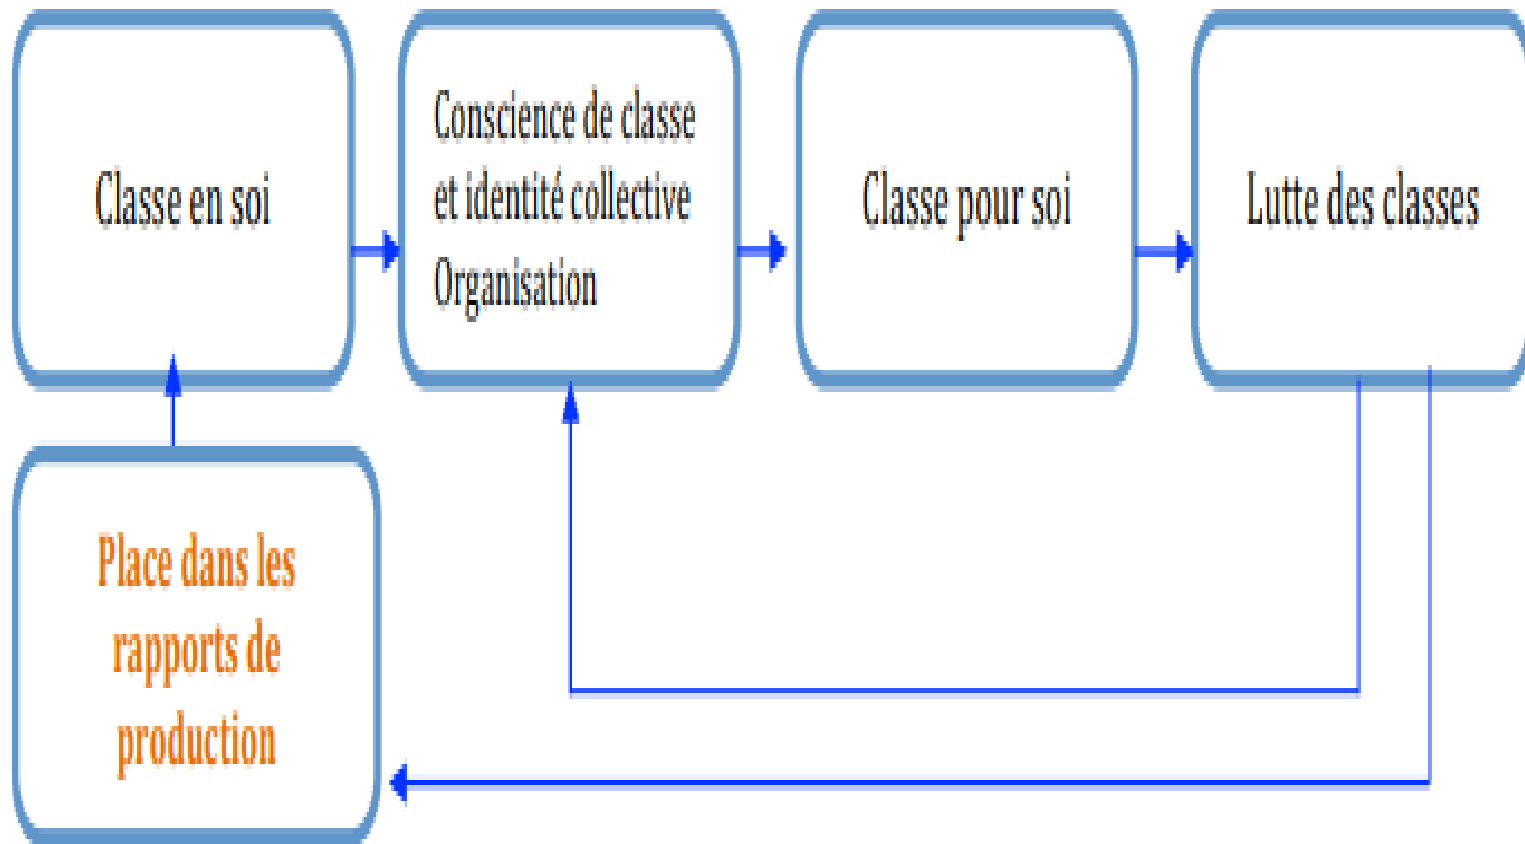 Classe en soi
Conscience de classe
et identité collective
Organisation
Classe pour soi
Lutte des classes
Place dans les
rapports de
production